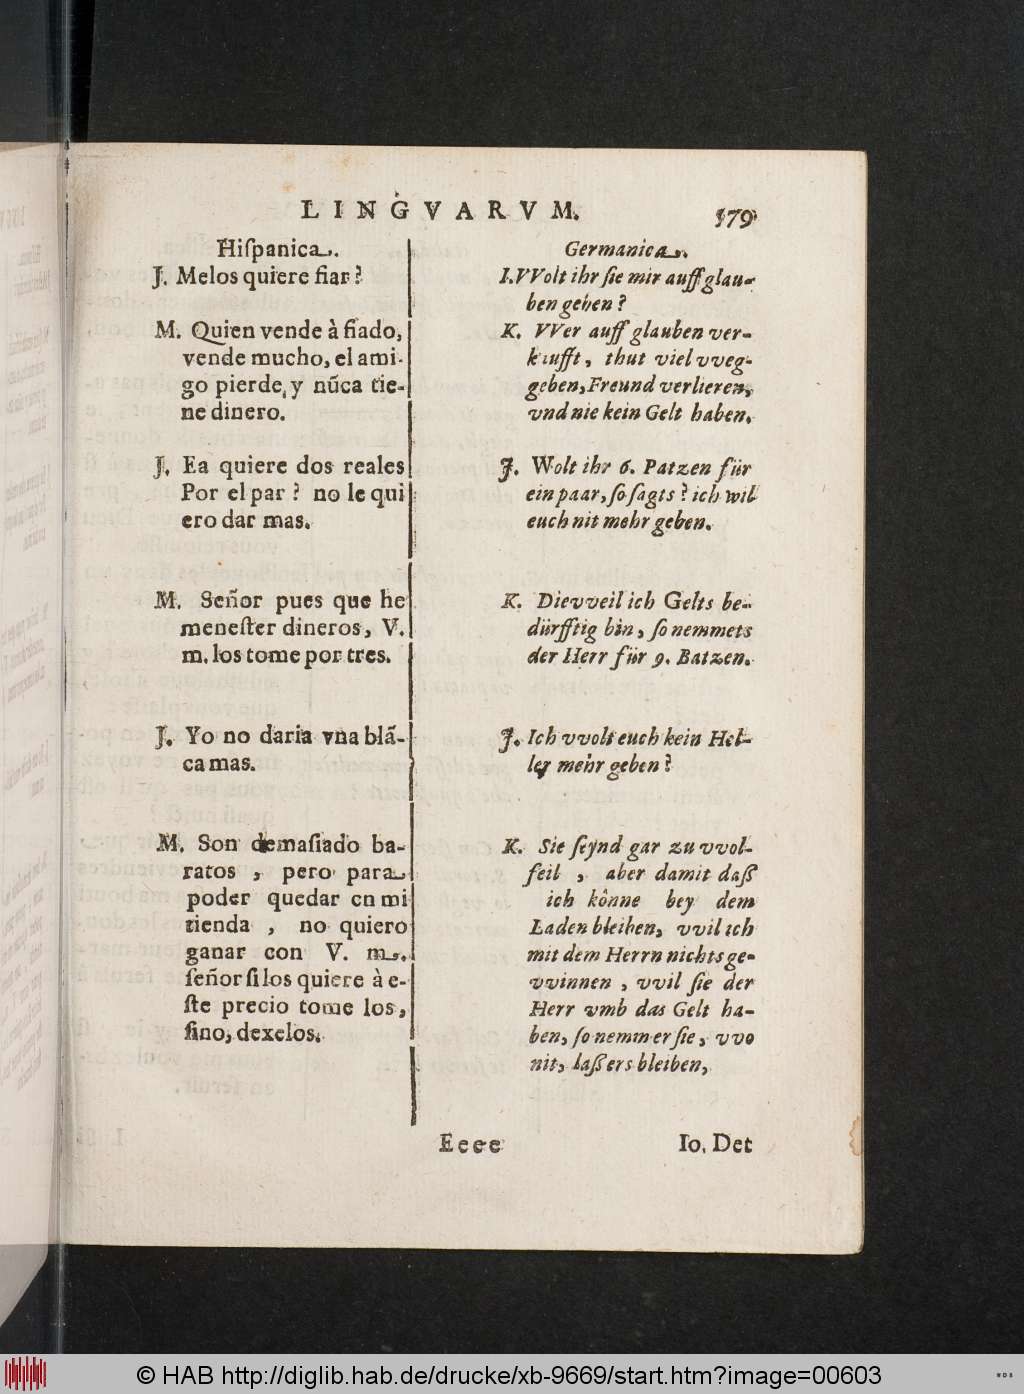 LINGVARVM. 579
Hiſpanica.
J. Melos quiere fiar?
M. Quien vende à fiado,
vende mucho, el ami-
go pierde, y nũca tie-
ne dinero.
J. Ea quiere dos reales
Por el par? no le qui
ero dar mas.
M. Señor pues que he
meneſter dineros, V.
m. los tome por tres.
J. Yo no daria vna blã-
ca mas.
M. Son demaſiado ba-
ratos, pero para
poder quedar en mi
tienda, no quiero
ganar con V. m.
ſeñor ſi los quiere à e-
ſte precio tome los,
ſino, dexelos.
Germanica.
I. VVolt ihr ſie mir auff glau-
ben geben?
K. VVer auff glauben ver-
kaufft, thut viel vveg-
geben, Freund verlieren,
vnd nie kein Gelt haben.
J. Wolt ihr 6. Patzen für
ein paar, ſo ſagts? ich wil
euch nit mehr geben.
K. Dievveil ich Gelts be-
dürfftig bin, ſo nemmets
der Herr für 9. Batzen.
J. Ich vvolt euch kein Hel-
ler mehr geben?
K. Sie ſeynd gar zu vvol-
feil, aber damit daß
ich könne bey dem
Laden bleiben, vvil ich
mit dem Herrn nichts ge-
vvinnen, vvil ſie der
Herr vmb das Gelt ha-
ben, ſo nemm er ſie, vvo
nit, laß ers bleiben,
Eeee Io. Det
© HAB http://diglib.hab.de/drucke/xb-9669/start.htm?image=00603